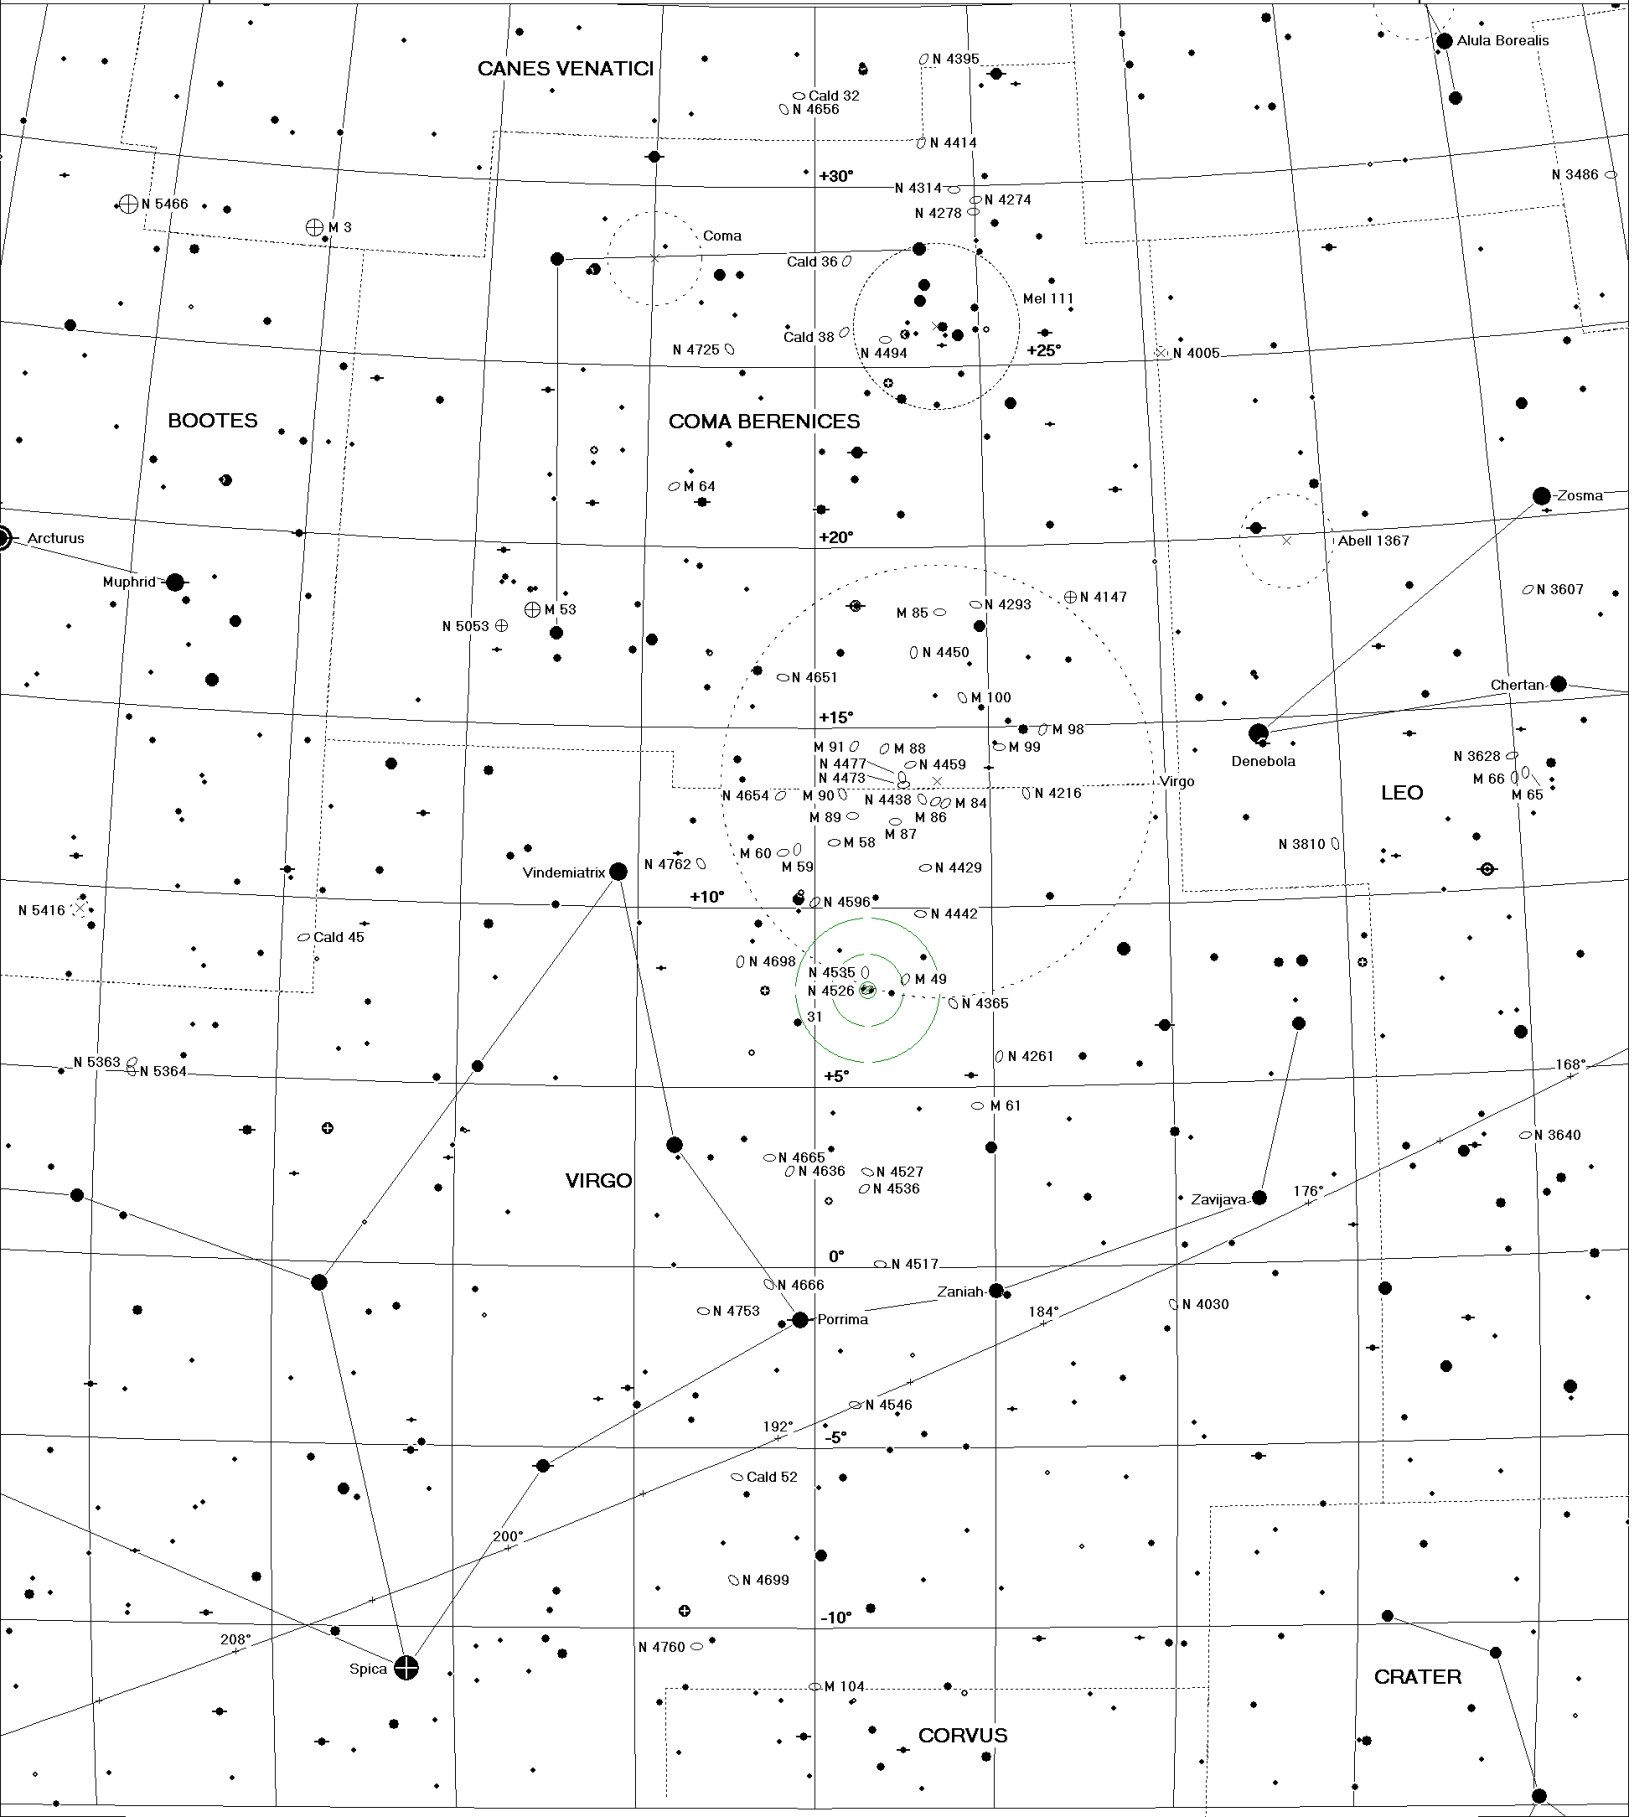 Alula Borealis
N 4395
CANES VENATICI
Cald 32
N 4656
N 4414
+30°
N 3486
N 4314
N 4274
N 5466
N 4278
M 3
Coma
Cald 36
Mel 111
Cald 38
N 4725
N 4494
+25°
N 4005
BOOTES
COMA BERENICES
M 64
Zosma
+20°
Arcturus
Abell 1367
Muphrid
N 3607
N 4147
N 4293
M 85
M 53
N 5053
N 4450
N 4651
Chertan
M 100
+15°
M 98
M 91
M 88
M 99
N 3628
Denebola
N 4477
N 4459
N 4473
M 66
Virgo
LEO
N 4654
M 90
N 4438
M 84
N 4216
M 65
M 89
M 86
M 87
M 58
N 3810
M 60
N 4762
M 59
N 4429
Vindemiatrix
+10°
N 4596
N 5416
N 4442
Cald 45
N 4698
N 4535
M 49
N 4526
N 4365
31
N 5363
N 4261
N 5364
168°
+5°
M 61
N 3640
N 4665
N 4636
N 4527
VIRGO
N 4536
176°
Zavijava
0°
N 4517
N 4666
Zaniah
N 4030
N 4753
184°
Porrima
N 4546
192°
-5°
Cald 52
200°
N 4699
-10°
208°
N 4760
Spica
CRATER
M 104
CORVUS